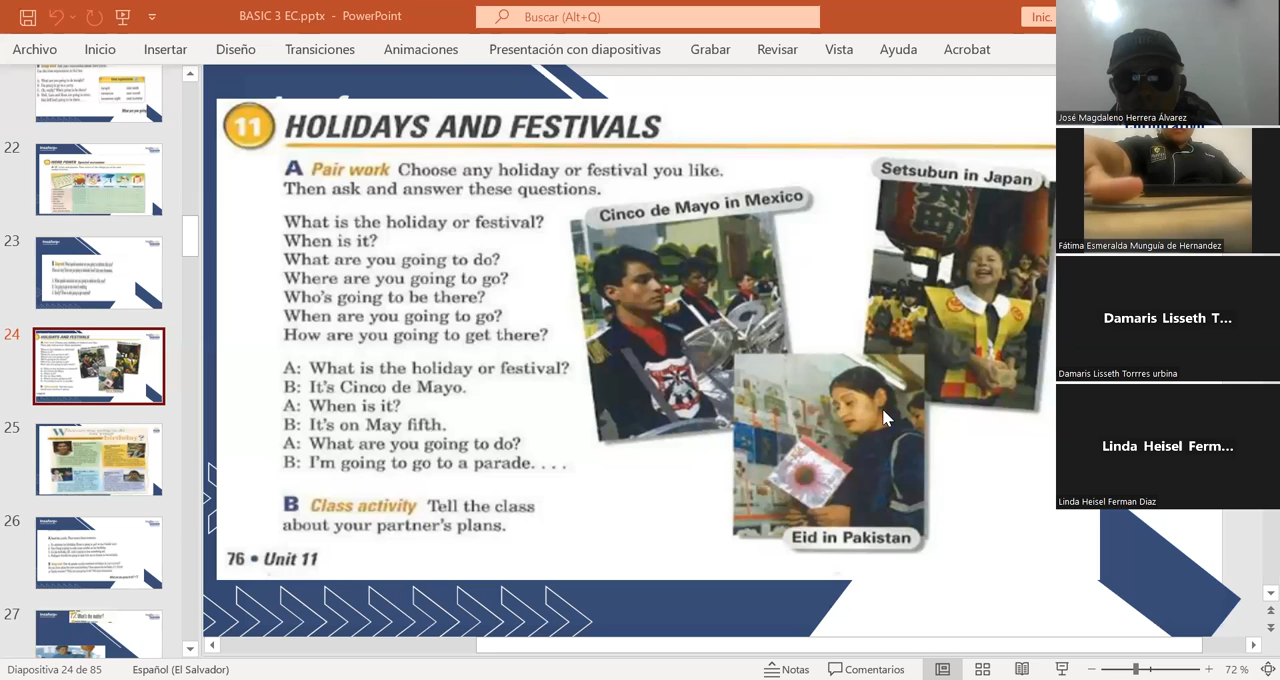 BASIC 3 EC.pptx - PowerPoint
Buscar (Alt+Q)
Inic.
Archivo Inicio Insertar Diseño Transiciones Animaciones Presentación con diapositivas Grabar Revisar Vista Ayuda Acrobat
22
23
24
25
26
27
11 HOLIDAYS AND FESTIVALS
A Pair work Choose any holiday or festival you like.
Then ask and answer these questions.
What is the holiday or festival?
When is it?
What are you going to do?
Where are you going to go?
Who's going to be there?
When are you going to go?
How are you going to get there?
A: What is the holiday or festival?
B: It's Cinco de Mayo.
A: When is it?
B: It's on May fifth.
A: What are you going to do?
B: I'm going to go to a parade. . . .
B Class activity Tell the class
about your partner's plans.
76 • Unit 11
Cinco de Mayo in Mexico
Setsubun in Japan
Eid in Pakistan
José Magdaleno Herrera Álvarez
Fátima Esmeralda Munguía de Hernandez
Damaris Lisseth T...
Damaris Lisseth Torrres urbina
Linda Heisel Ferm...
Linda Heisel Ferman Diaz
Diapositiva 24 de 85 Español (El Salvador) Notas Comentarios 72 %